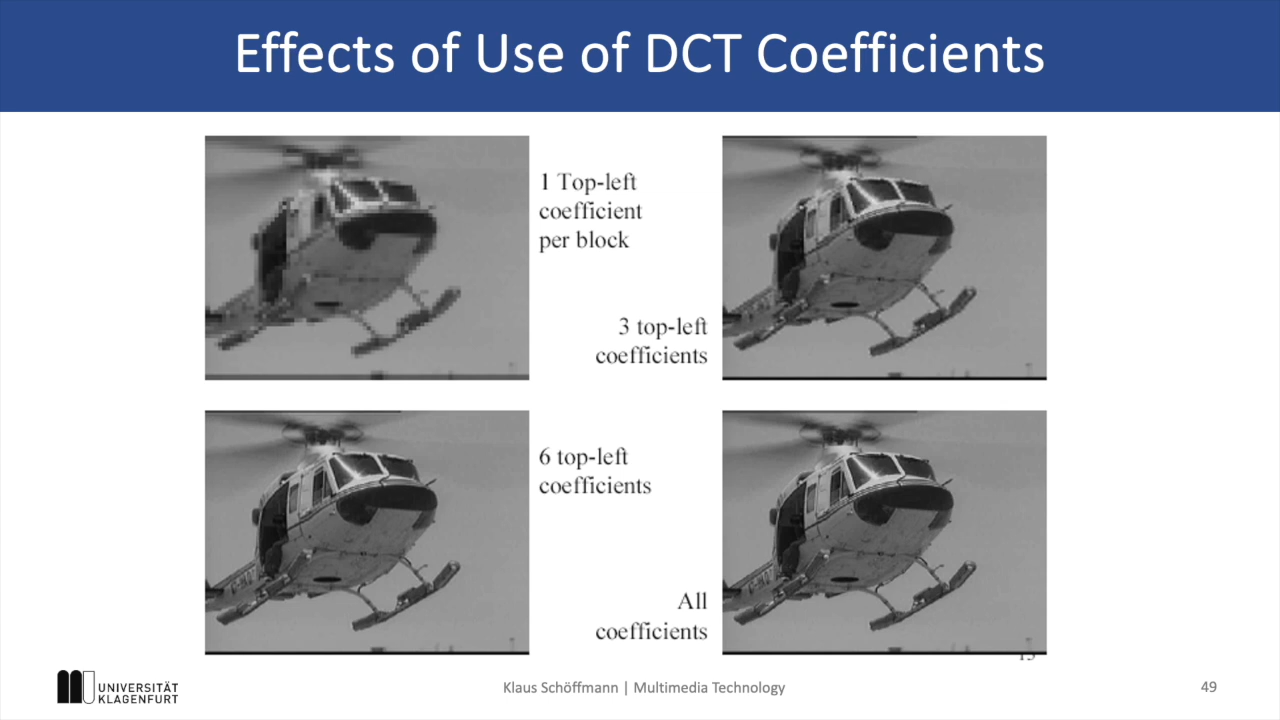 Effects of Use of DCT Coefficients
1 Top-left
coefficient
per block
3 top-left
coefficients
6 top-left
coefficients
All
coefficients
UNIVERSITÄT
KLAGENFURT
Klaus Schöffmann | Multimedia Technology
49